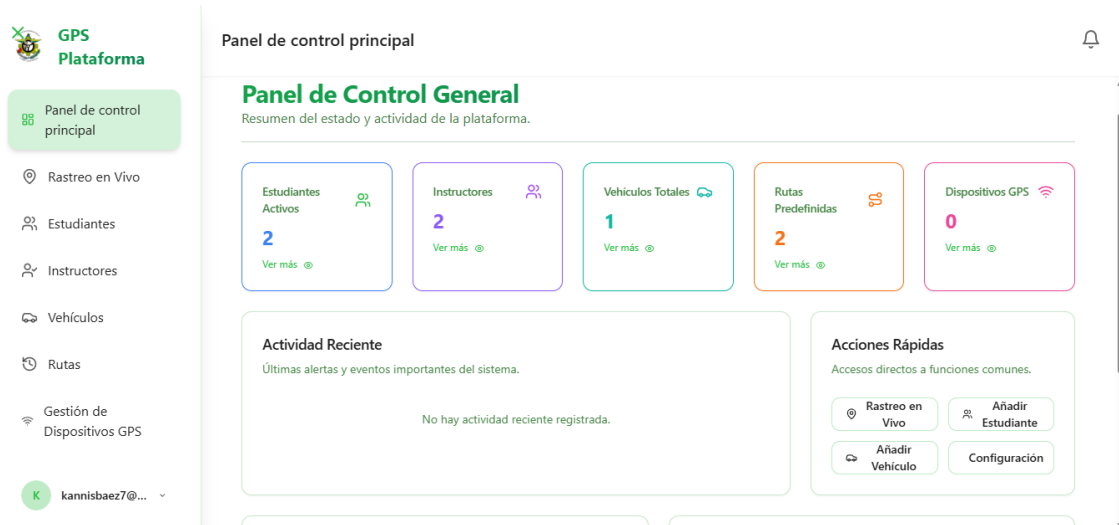 GPS
Plataforma
Panel de control principal
Panel de control
principal
Rastreo en Vivo
Estudiantes
Instructores
Vehículos
Rutas
Gestión de
Dispositivos GPS
K
kannisbaez7@...
Panel de Control General
Resumen del estado y actividad de la plataforma.
Estudiantes
Activos
2
Ver más
Instructores
2
Ver más
Vehículos Totales
1
Ver más
Rutas
Predefinidas
2
Ver más
Dispositivos GPS
0
Ver más
Actividad Reciente
Últimas alertas y eventos importantes del sistema.
No hay actividad reciente registrada.
Acciones Rápidas
Accesos directos a funciones comunes.
Rastreo en
Vivo
Añadir
Estudiante
Añadir
Vehículo
Configuración